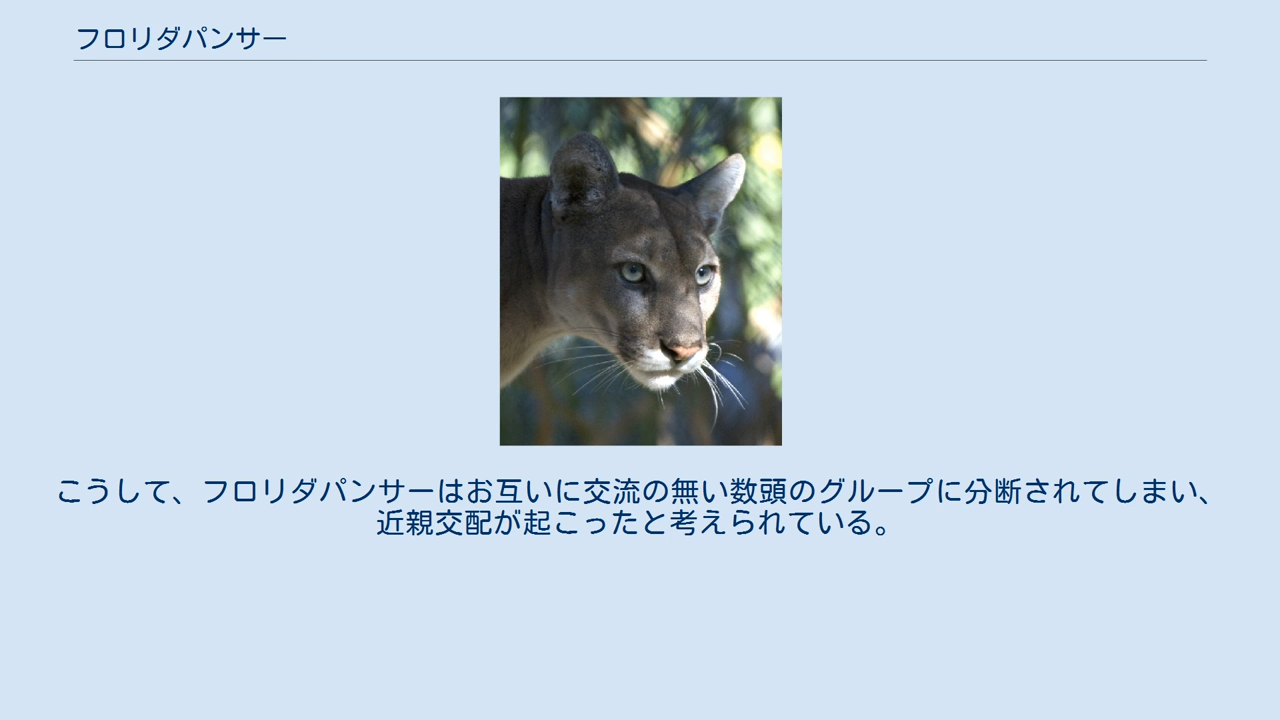 フロリダパンサー
こうして、フロリダパンサーはお互いに交流の無い数頭のグループに分断されてしまい、
近親交配が起こったと考えられている。